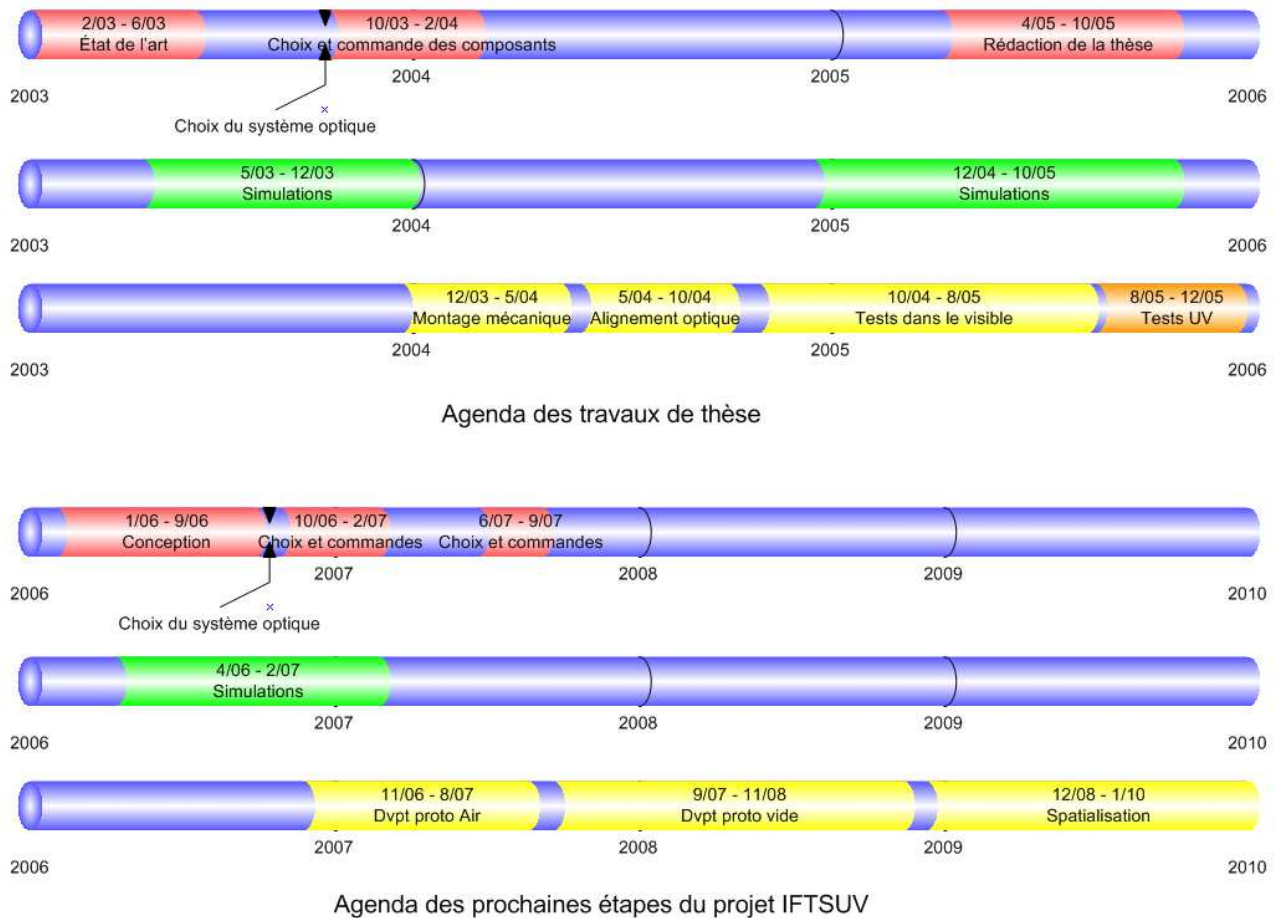 2/03 - 6/03
État de l'art
10/03 - 2/04
Choix et commande des composants
4/05 - 10/05
Rédaction de la thèse
2003
2004
2005
2006
Choix du système optique
5/03 - 12/03
Simulations
12/04 - 10/05
Simulations
2003
2004
2005
2006
12/03 - 5/04
Montage mécanique
5/04 - 10/04
Alignement optique
10/04 - 8/05
Tests dans le visible
8/05 - 12/05
Tests UV
2003
2004
2005
2006
Agenda des travaux de thèse
1/06 - 9/06
Conception
10/06 - 2/07
Choix et commandes
6/07 - 9/07
Choix et commandes
2006
2007
2008
2009
2010
Choix du système optique
4/06 - 2/07
Simulations
2006
2007
2008
2009
2010
11/06 - 8/07
Dvpt proto Air
9/07 - 11/08
Dvpt proto vide
12/08 - 1/10
Spatialisation
2006
2007
2008
2009
2010
Agenda des prochaines étapes du projet IFTSUV